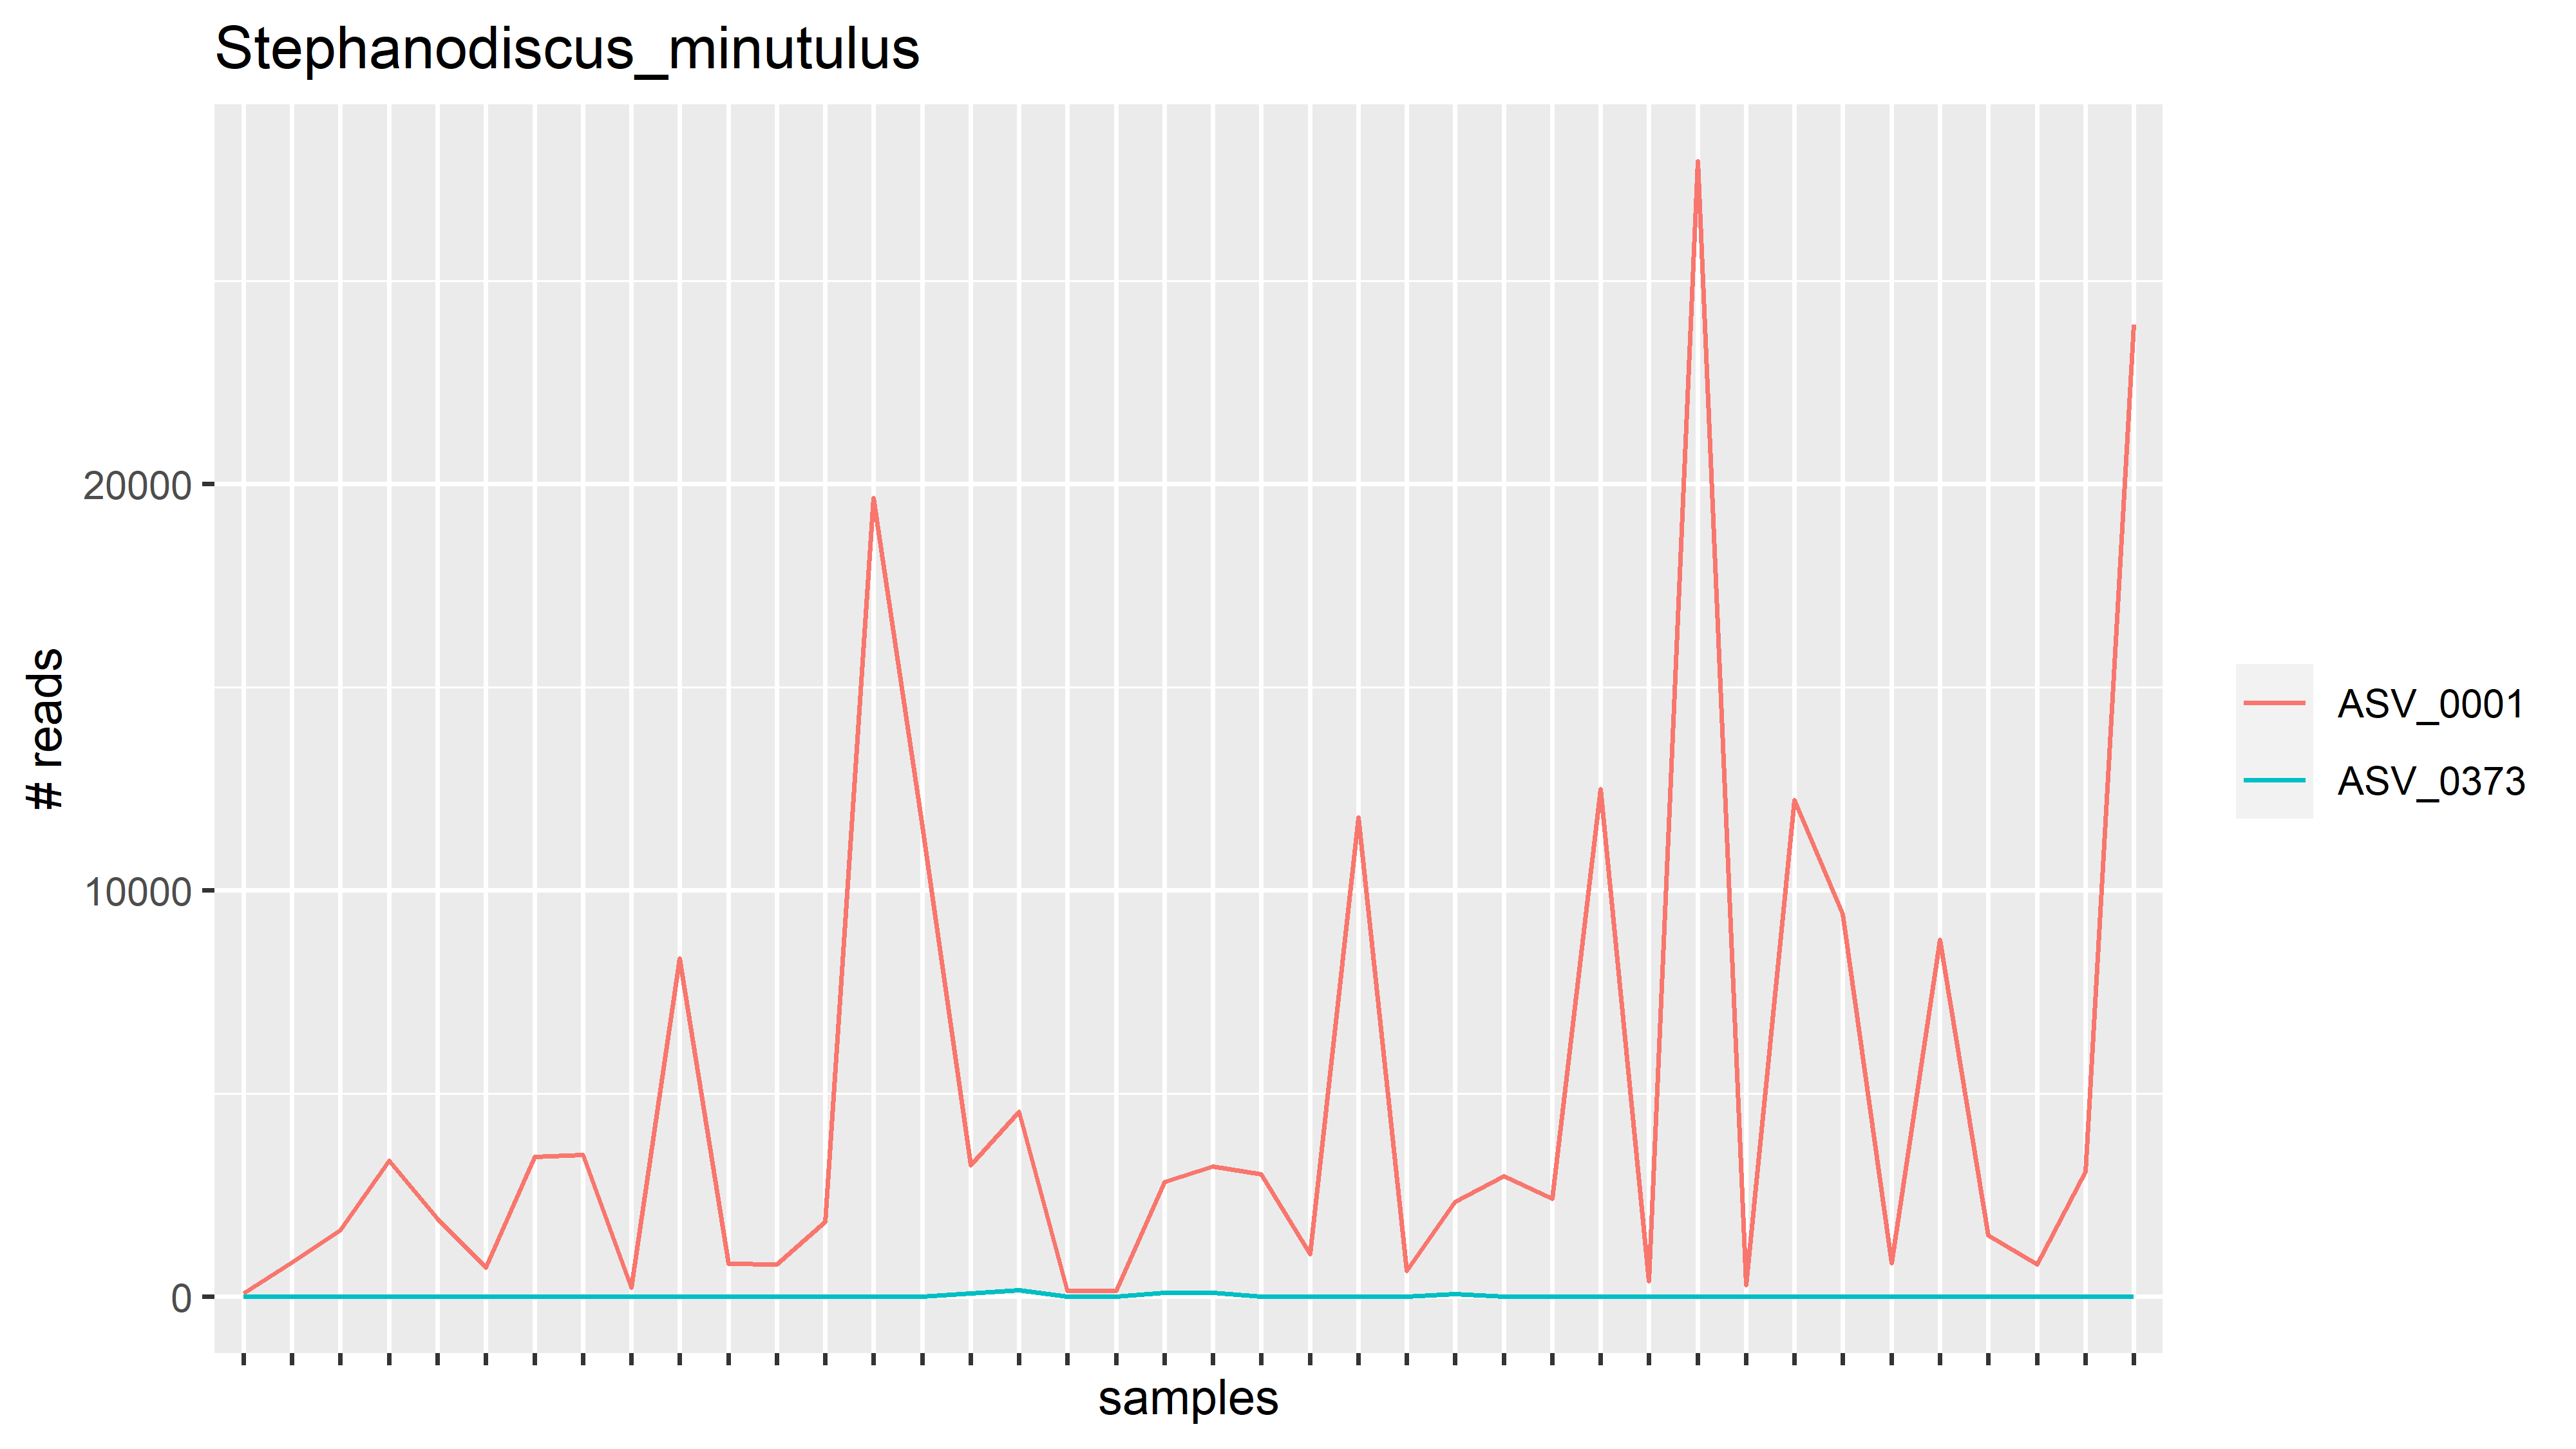 Stephanodiscus_minutulus
# reads
20000
10000
0
samples
ASV_0001
ASV_0373